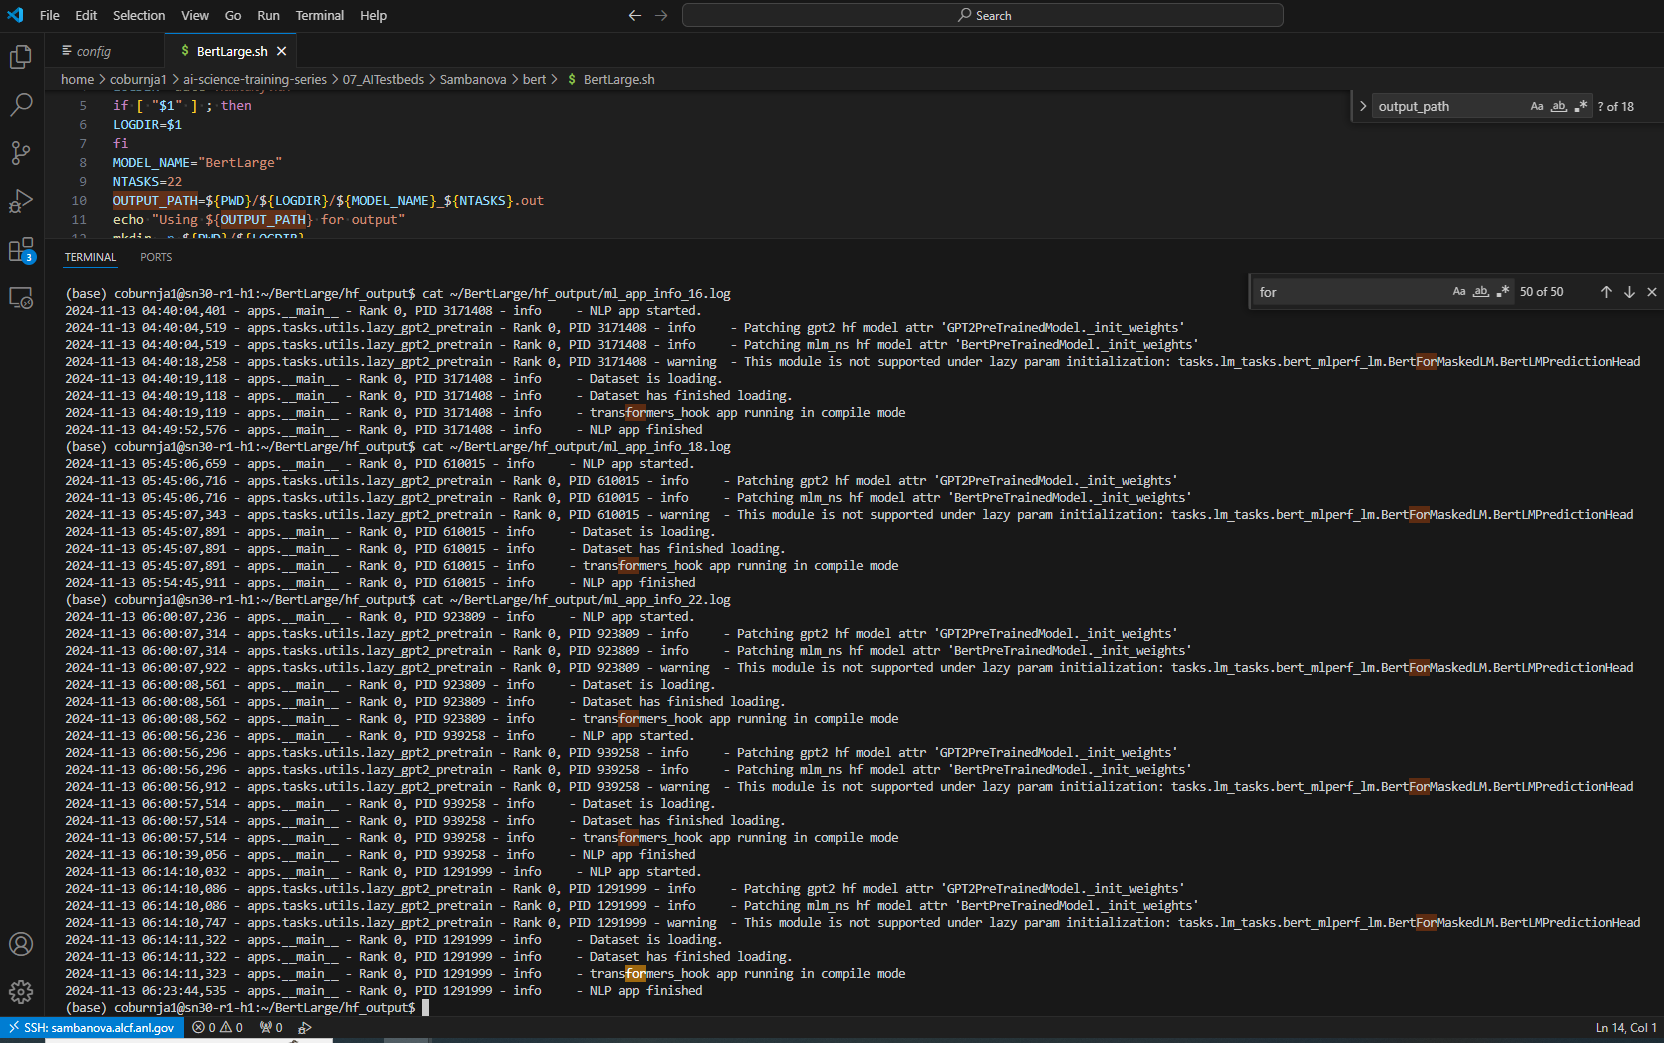 File Edit Selection View Go Run Terminal Help
Search
config
$ BertLarge.sh
home > coburnja1 > ai-science-training-series > 07_AITestbeds > Sambanova > bert > $ BertLarge.sh
5 if [ "$1" ] ; then
6 LOGDIR=$1
7 fi
8 MODEL_NAME="BertLarge"
9 NTASKS=22
10 OUTPUT_PATH=${PWD}/${LOGDIR}/${MODEL_NAME}_${NTASKS}.out
11 echo "Using ${OUTPUT_PATH} for output"
12 mkdir -p ${PWD}/${LOGDIR}
output_path Aa ab ? of 18
3
TERMINAL PORTS
for Aa ab 50 of 50
(base) coburnja1@sn30-r1-h1:~/BertLarge/hf_output$ cat ~/BertLarge/hf_output/ml_app_info_16.log
2024-11-13 04:40:04,401 - apps.__main__ - Rank 0, PID 3171408 - info - NLP app started.
2024-11-13 04:40:04,519 - apps.tasks.utils.lazy_gpt2_pretrain - Rank 0, PID 3171408 - info - Patching gpt2 hf model attr 'GPT2PreTrainedModel._init_weights'
2024-11-13 04:40:04,519 - apps.tasks.utils.lazy_gpt2_pretrain - Rank 0, PID 3171408 - info - Patching mlm_ns hf model attr 'BertPreTrainedModel._init_weights'
2024-11-13 04:40:18,258 - apps.tasks.utils.lazy_gpt2_pretrain - Rank 0, PID 3171408 - warning - This module is not supported under lazy param initialization: tasks.lm_tasks.bert_mlperf_lm.BertForMaskedLM.BertLMPredictionHead
2024-11-13 04:40:19,118 - apps.__main__ - Rank 0, PID 3171408 - info - Dataset is loading.
2024-11-13 04:40:19,118 - apps.__main__ - Rank 0, PID 3171408 - info - Dataset has finished loading.
2024-11-13 04:40:19,119 - apps.__main__ - Rank 0, PID 3171408 - info - transformers_hook app running in compile mode
2024-11-13 04:49:52,576 - apps.__main__ - Rank 0, PID 3171408 - info - NLP app finished
(base) coburnja1@sn30-r1-h1:~/BertLarge/hf_output$ cat ~/BertLarge/hf_output/ml_app_info_18.log
2024-11-13 05:45:06,659 - apps.__main__ - Rank 0, PID 610015 - info - NLP app started.
2024-11-13 05:45:06,716 - apps.tasks.utils.lazy_gpt2_pretrain - Rank 0, PID 610015 - info - Patching gpt2 hf model attr 'GPT2PreTrainedModel._init_weights'
2024-11-13 05:45:06,716 - apps.tasks.utils.lazy_gpt2_pretrain - Rank 0, PID 610015 - info - Patching mlm_ns hf model attr 'BertPreTrainedModel._init_weights'
2024-11-13 05:45:07,343 - apps.tasks.utils.lazy_gpt2_pretrain - Rank 0, PID 610015 - warning - This module is not supported under lazy param initialization: tasks.lm_tasks.bert_mlperf_lm.BertForMaskedLM.BertLMPredictionHead
2024-11-13 05:45:07,891 - apps.__main__ - Rank 0, PID 610015 - info - Dataset is loading.
2024-11-13 05:45:07,891 - apps.__main__ - Rank 0, PID 610015 - info - Dataset has finished loading.
2024-11-13 05:45:07,891 - apps.__main__ - Rank 0, PID 610015 - info - transformers_hook app running in compile mode
2024-11-13 05:54:45,911 - apps.__main__ - Rank 0, PID 610015 - info - NLP app finished
(base) coburnja1@sn30-r1-h1:~/BertLarge/hf_output$ cat ~/BertLarge/hf_output/ml_app_info_22.log
2024-11-13 06:00:07,236 - apps.__main__ - Rank 0, PID 923809 - info - NLP app started.
2024-11-13 06:00:07,314 - apps.tasks.utils.lazy_gpt2_pretrain - Rank 0, PID 923809 - info - Patching gpt2 hf model attr 'GPT2PreTrainedModel._init_weights'
2024-11-13 06:00:07,314 - apps.tasks.utils.lazy_gpt2_pretrain - Rank 0, PID 923809 - info - Patching mlm_ns hf model attr 'BertPreTrainedModel._init_weights'
2024-11-13 06:00:07,922 - apps.tasks.utils.lazy_gpt2_pretrain - Rank 0, PID 923809 - warning - This module is not supported under lazy param initialization: tasks.lm_tasks.bert_mlperf_lm.BertForMaskedLM.BertLMPredictionHead
2024-11-13 06:00:08,561 - apps.__main__ - Rank 0, PID 923809 - info - Dataset is loading.
2024-11-13 06:00:08,561 - apps.__main__ - Rank 0, PID 923809 - info - Dataset has finished loading.
2024-11-13 06:00:08,562 - apps.__main__ - Rank 0, PID 923809 - info - transformers_hook app running in compile mode
2024-11-13 06:00:56,236 - apps.__main__ - Rank 0, PID 939258 - info - NLP app started.
2024-11-13 06:00:56,296 - apps.tasks.utils.lazy_gpt2_pretrain - Rank 0, PID 939258 - info - Patching gpt2 hf model attr 'GPT2PreTrainedModel._init_weights'
2024-11-13 06:00:56,296 - apps.tasks.utils.lazy_gpt2_pretrain - Rank 0, PID 939258 - info - Patching mlm_ns hf model attr 'BertPreTrainedModel._init_weights'
2024-11-13 06:00:56,912 - apps.tasks.utils.lazy_gpt2_pretrain - Rank 0, PID 939258 - warning - This module is not supported under lazy param initialization: tasks.lm_tasks.bert_mlperf_lm.BertForMaskedLM.BertLMPredictionHead
2024-11-13 06:00:57,514 - apps.__main__ - Rank 0, PID 939258 - info - Dataset is loading.
2024-11-13 06:00:57,514 - apps.__main__ - Rank 0, PID 939258 - info - Dataset has finished loading.
2024-11-13 06:00:57,514 - apps.__main__ - Rank 0, PID 939258 - info - transformers_hook app running in compile mode
2024-11-13 06:10:39,056 - apps.__main__ - Rank 0, PID 939258 - info - NLP app finished
2024-11-13 06:14:10,032 - apps.__main__ - Rank 0, PID 1291999 - info - NLP app started.
2024-11-13 06:14:10,086 - apps.tasks.utils.lazy_gpt2_pretrain - Rank 0, PID 1291999 - info - Patching gpt2 hf model attr 'GPT2PreTrainedModel._init_weights'
2024-11-13 06:14:10,086 - apps.tasks.utils.lazy_gpt2_pretrain - Rank 0, PID 1291999 - info - Patching mlm_ns hf model attr 'BertPreTrainedModel._init_weights'
2024-11-13 06:14:10,747 - apps.tasks.utils.lazy_gpt2_pretrain - Rank 0, PID 1291999 - warning - This module is not supported under lazy param initialization: tasks.lm_tasks.bert_mlperf_lm.BertForMaskedLM.BertLMPredictionHead
2024-11-13 06:14:11,322 - apps.__main__ - Rank 0, PID 1291999 - info - Dataset is loading.
2024-11-13 06:14:11,322 - apps.__main__ - Rank 0, PID 1291999 - info - Dataset has finished loading.
2024-11-13 06:14:11,323 - apps.__main__ - Rank 0, PID 1291999 - info - transformers_hook app running in compile mode
2024-11-13 06:23:44,535 - apps.__main__ - Rank 0, PID 1291999 - info - NLP app finished
(base) coburnja1@sn30-r1-h1:~/BertLarge/hf_output$
SSH: sambanova.alcf.anl.gov 0 0 0 Ln 14, Col 1